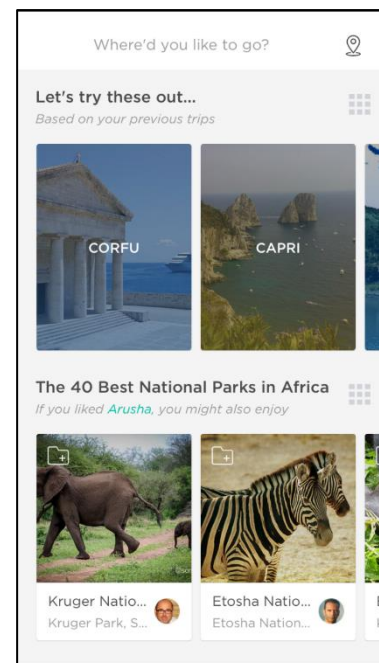 Where'd you like to go?
Let's try these out...
Based on your previous trips
CORFU
CAPRI
The 40 Best National Parks in Africa
If you liked Arusha, you might also enjoy
Kruger Natio...
Kruger Park, S...
Etosha Natio...
Etosha Nation...